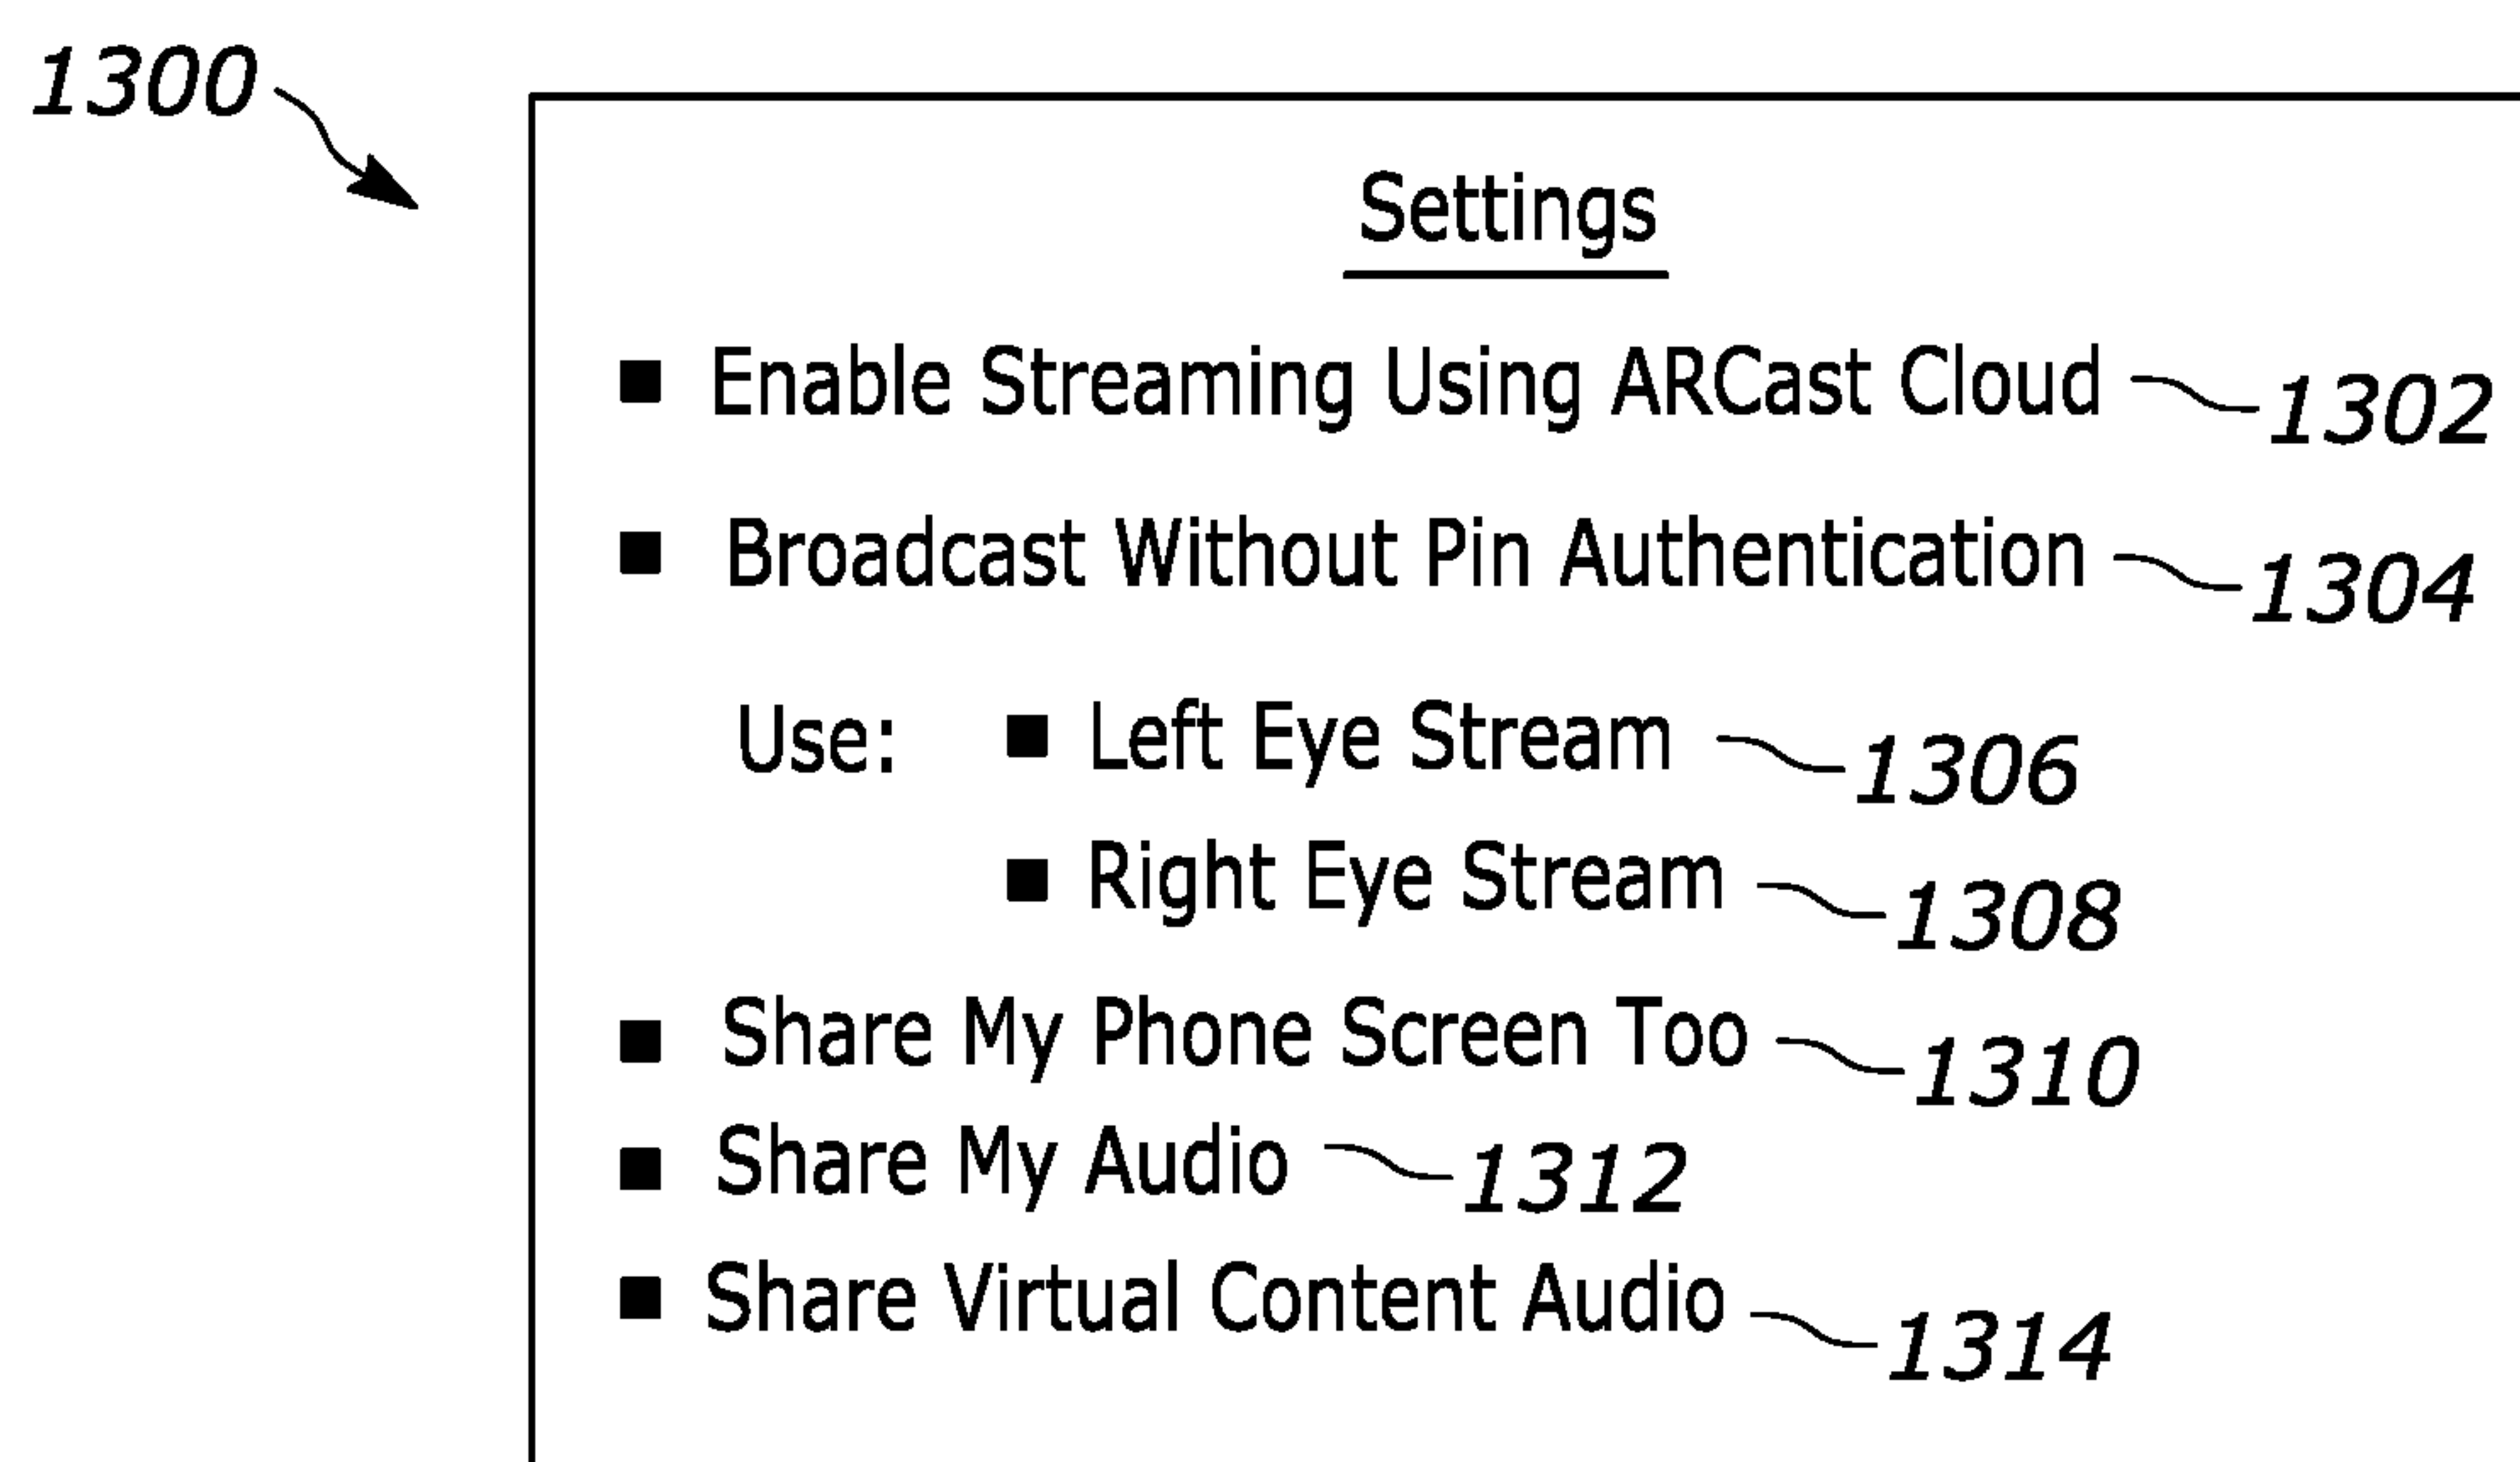 1300
Settings
Enable Streaming Using ARCast Cloud 1302
Broadcast Without Pin Authentication 1304
Use: Left Eye Stream 1306
Right Eye Stream 1308
Share My Phone Screen Too 1310
Share My Audio 1312
Share Virtual Content Audio 1314